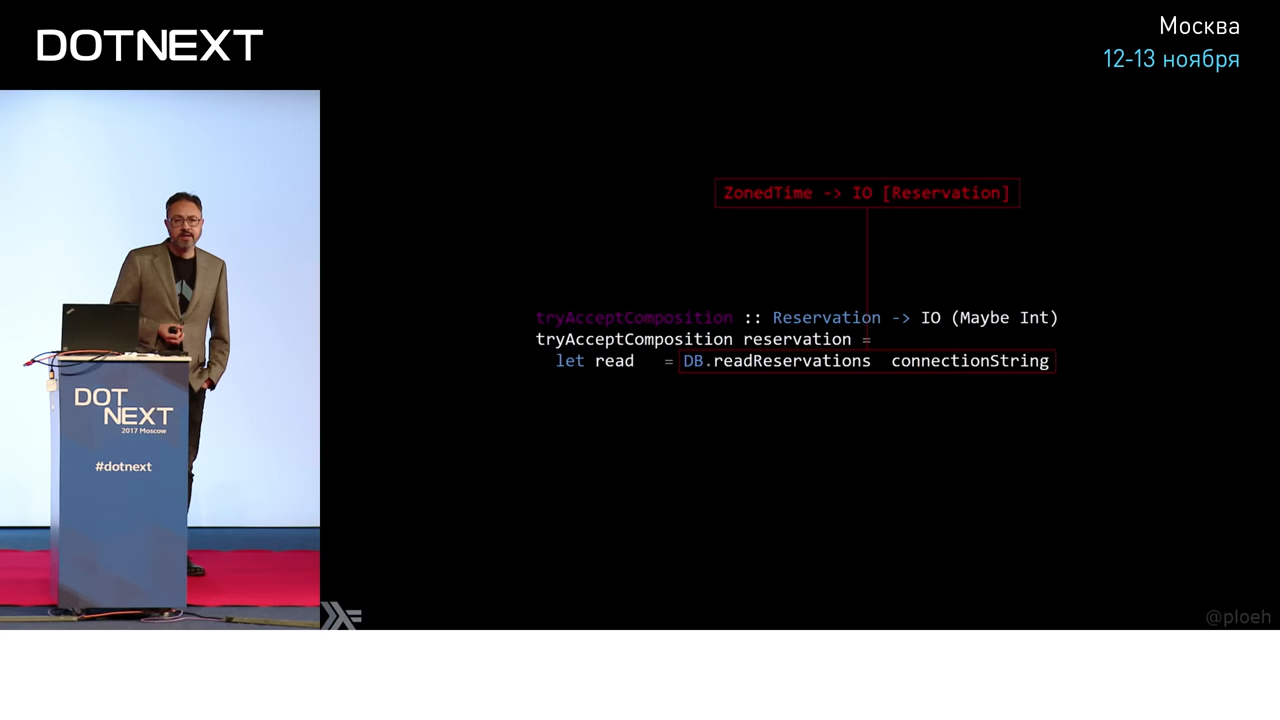 DOTNEXT
Москва
12-13 ноября
ZonedTime -> IO [Reservation]
tryAcceptComposition :: Reservation -> IO (Maybe Int)
tryAcceptComposition reservation =
let read = DB.readReservations connectionString
DOT
NEXT
2017 Moscow
#dotnext
@ploeh